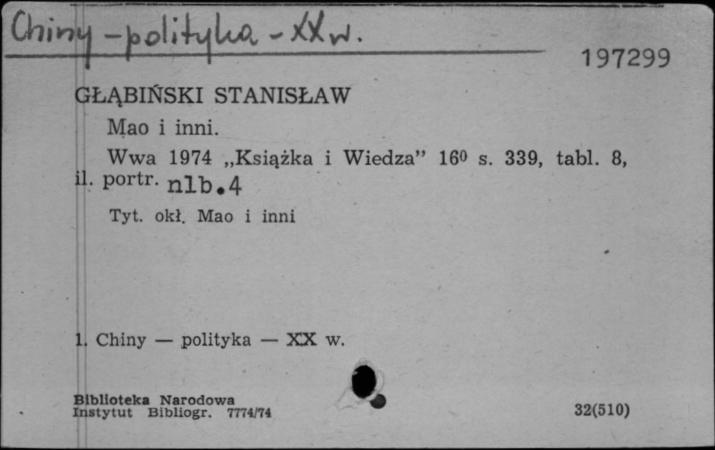 Chiny - polityka - XX w.
197299
GŁĄBIŃSKI STANISŁAW
Mao i inni.
Wwa 1974 „Książka i Wiedza” 16⁰ s. 339, tabl. 8,
il. portr. nlb.4
Tyt. okł. Mao i inni
1. Chiny — polityka — XX w.
Biblioteka Narodowa
Instytut Bibliogr. 7774/74
32(510)